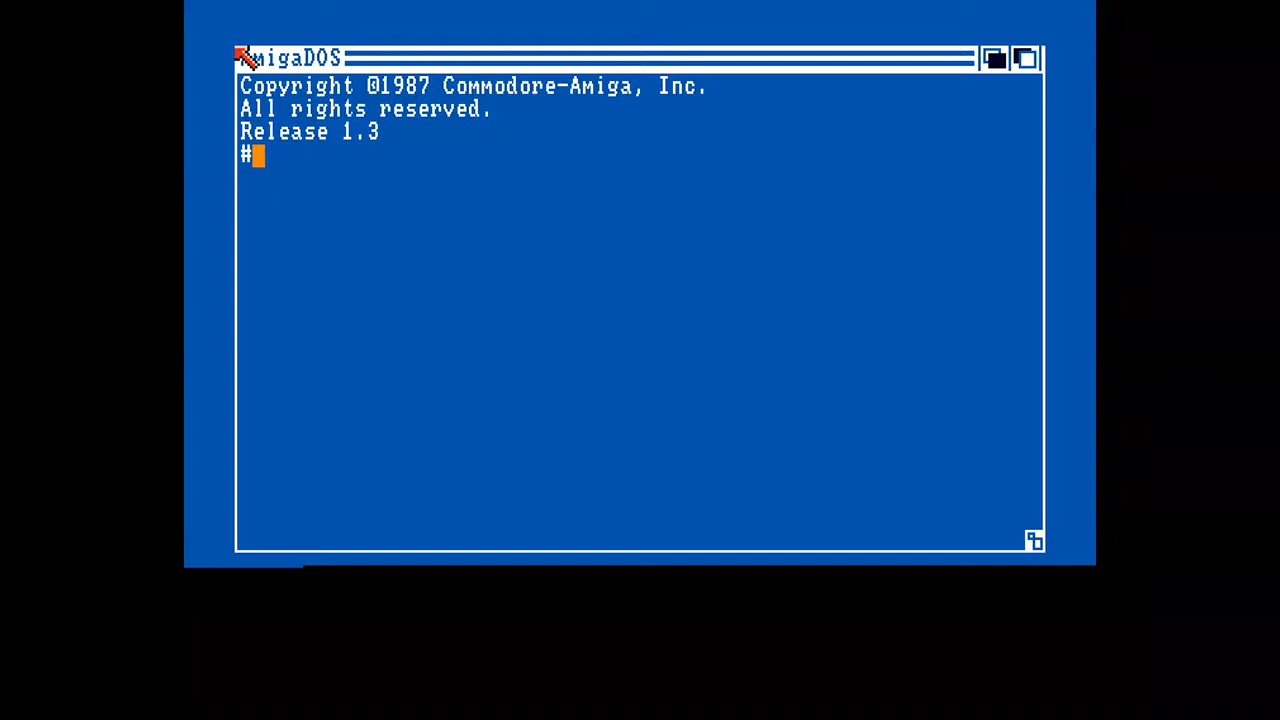 AmigaDOS
Copyright @1987 Commodore-Amiga, Inc.
All rights reserved.
Release 1.3
#